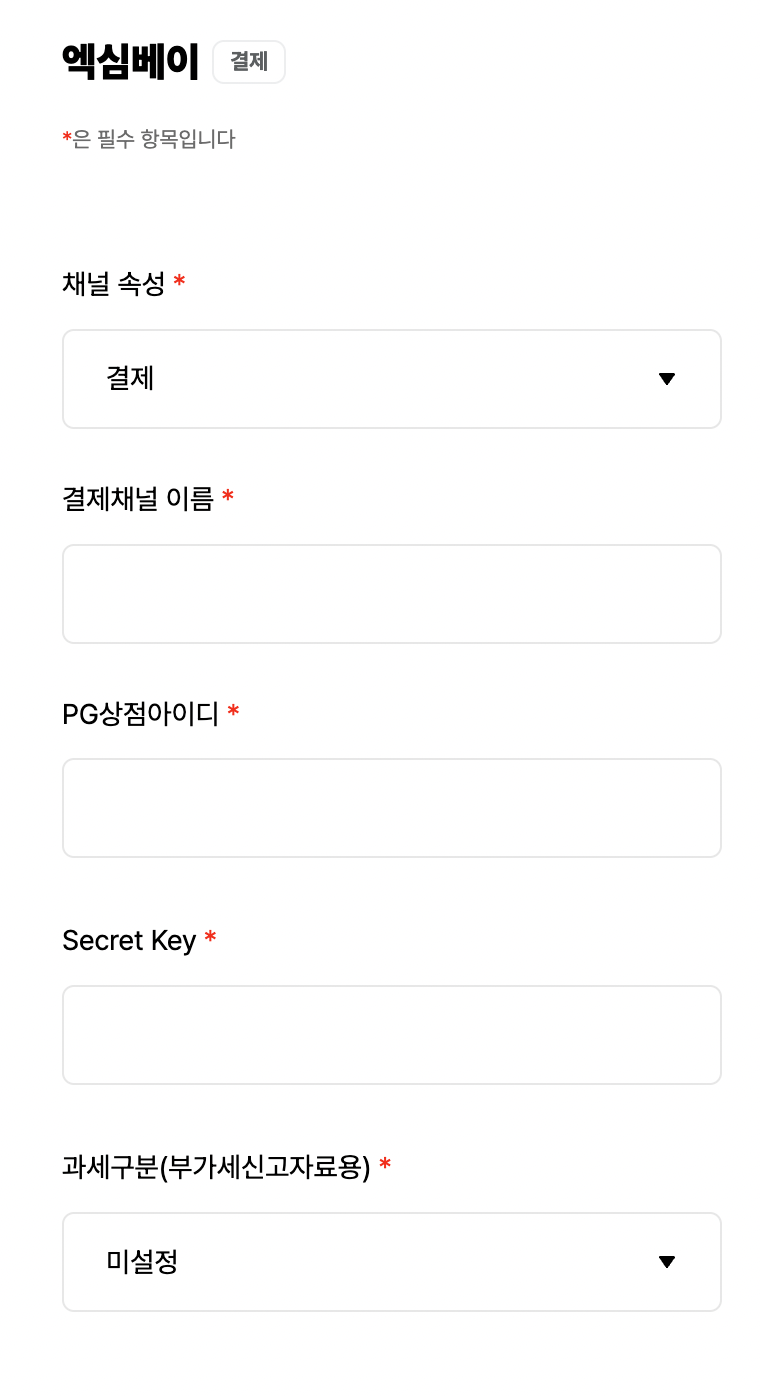 엑심베이 결제
*은 필수 항목입니다
채널 속성 *
결제
결제채널 이름 *
PG상점아이디 *
Secret Key *
과세구분(부가세신고자료용) *
미설정